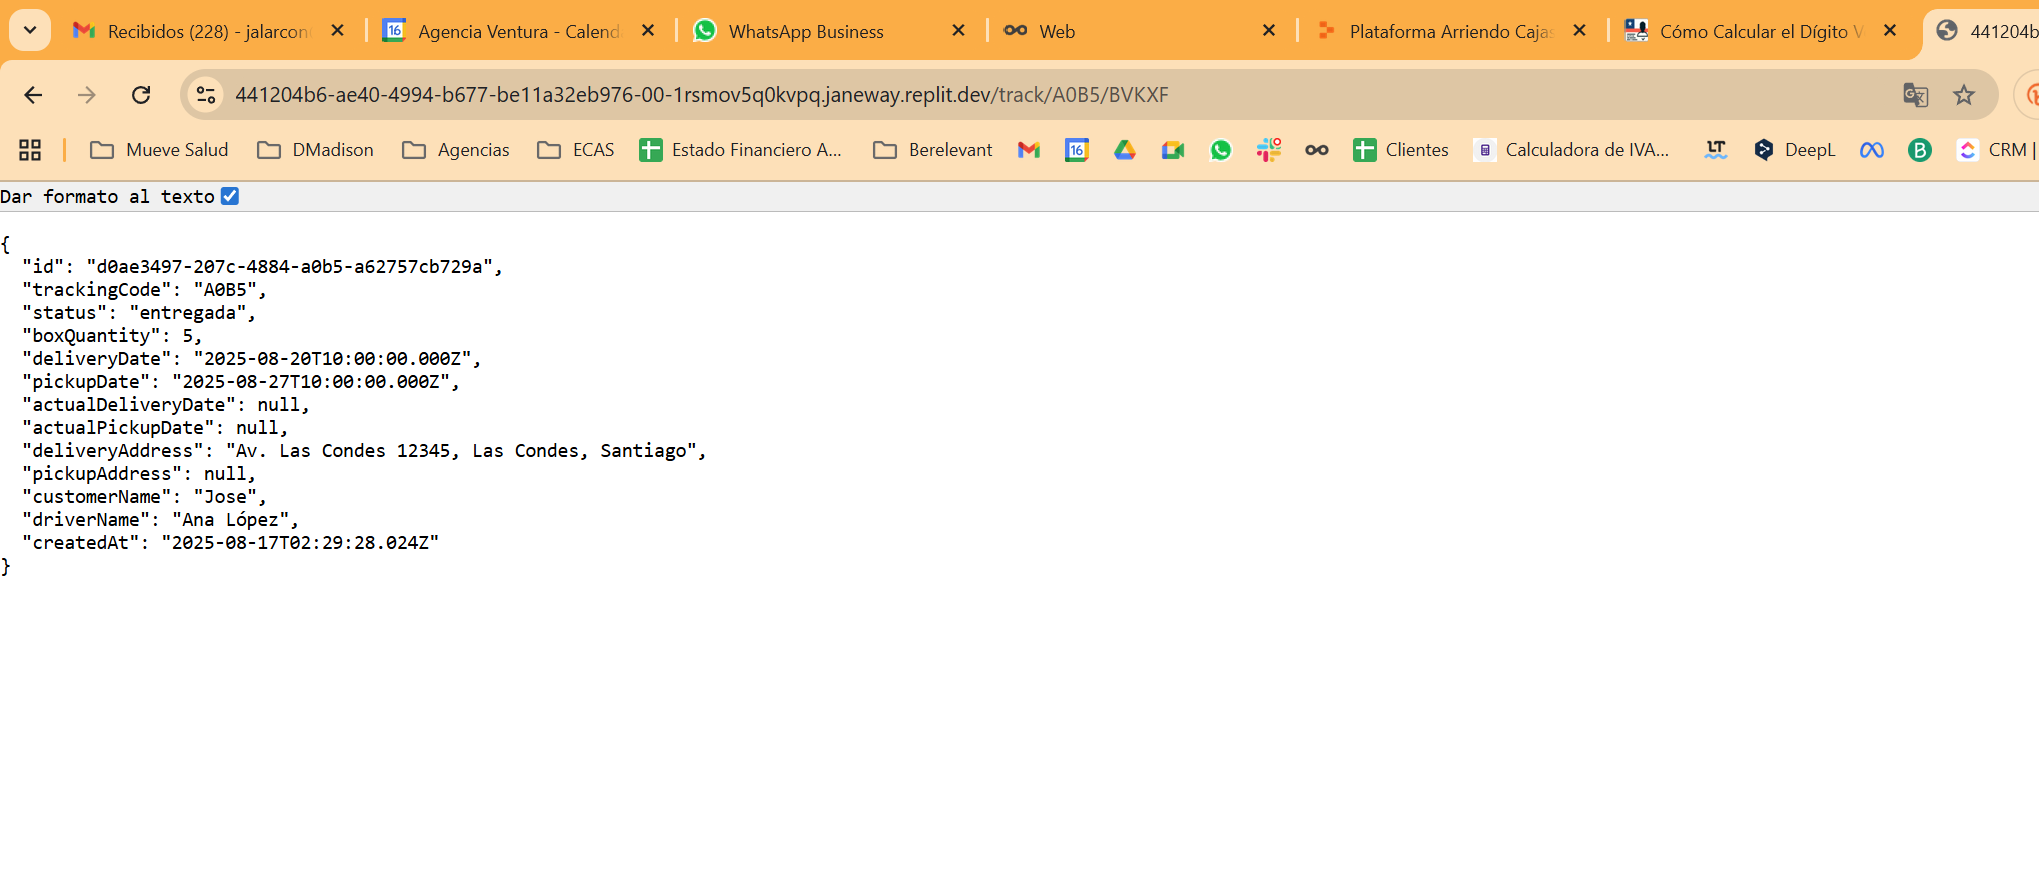 Recibidos (228) - jalarcon
Agencia Ventura - Calend
WhatsApp Business
Web
Plataforma Arriendo Cajas
Cómo Calcular el Dígito V
441204b
441204b6-ae40-4994-b677-be11a32eb976-00-1rsmov5q0kvpq.janeway.replit.dev/track/A0B5/BVKXF
Mueve Salud
DMadison
Agencias
ECAS
Estado Financiero A...
Berelevant
Clientes
Calculadora de IVA...
DeepL
CRM |
Dar formato al texto
{
"id": "d0ae3497-207c-4884-a0b5-a62757cb729a",
"trackingCode": "A0B5",
"status": "entregada",
"boxQuantity": 5,
"deliveryDate": "2025-08-20T10:00:00.000Z",
"pickupDate": "2025-08-27T10:00:00.000Z",
"actualDeliveryDate": null,
"actualPickupDate": null,
"deliveryAddress": "Av. Las Condes 12345, Las Condes, Santiago",
"pickupAddress": null,
"customerName": "Jose",
"driverName": "Ana López",
"createdAt": "2025-08-17T02:29:28.024Z"
}